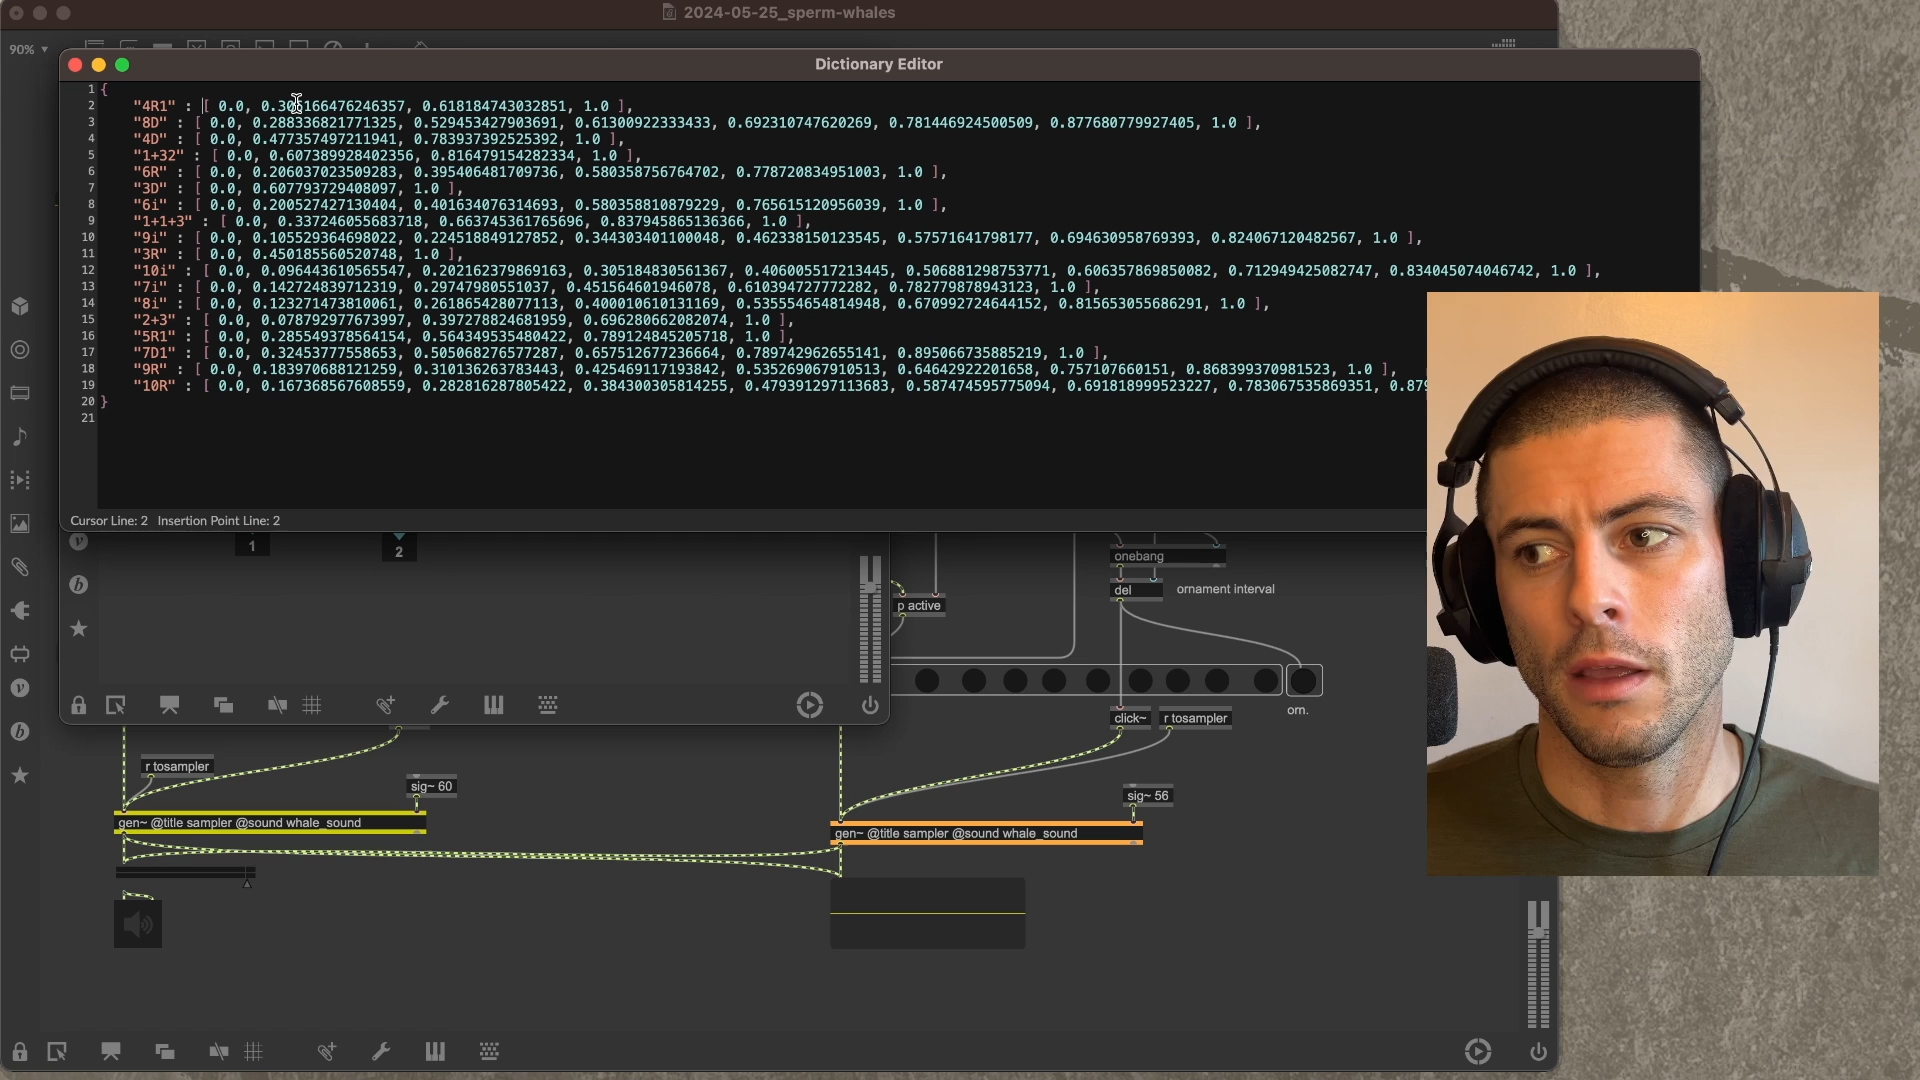 2024-05-25_sperm-whales
90%
Dictionary Editor
1 {
2 "4R1" : [ 0.0, 0.30 166476246357, 0.618184743032851, 1.0 ],
3 "8D" : [ 0.0, 0.288336821771325, 0.529453427903691, 0.61300922333433, 0.692310747620269, 0.781446924500509, 0.877680779927405, 1.0 ],
4 "4D" : [ 0.0, 0.477357497211941, 0.783937392525392, 1.0 ],
5 "1+32" : [ 0.0, 0.607389928402356, 0.816479154282334, 1.0 ],
6 "6R" : [ 0.0, 0.206037023509283, 0.395406481709736, 0.580358756764702, 0.778720834951003, 1.0 ],
7 "3D" : [ 0.0, 0.607793729408097, 1.0 ],
8 "6i" : [ 0.0, 0.200527427130404, 0.401634076314693, 0.580358810879229, 0.765615120956039, 1.0 ],
9 "1+1+3" : [ 0.0, 0.337246055683718, 0.663745361765696, 0.837945865136366, 1.0 ],
10 "9i" : [ 0.0, 0.105529364698022, 0.224518849127852, 0.344303401100048, 0.462338150123545, 0.57571641798177, 0.694630958769393, 0.824067120482567, 1.0 ],
11 "3R" : [ 0.0, 0.450185560520748, 1.0 ],
12 "10i" : [ 0.0, 0.096443610565547, 0.202162379869163, 0.305184830561367, 0.406005517213445, 0.506881298753771, 0.606357869850082, 0.712949425082747, 0.834045074046742, 1.0 ],
13 "7i" : [ 0.0, 0.142724839712319, 0.29747980551037, 0.451564601946078, 0.610394727772282, 0.782779878943123, 1.0 ],
14 "8i" : [ 0.0, 0.123271473810061, 0.261865428077113, 0.400010610131169, 0.535554654814948, 0.670992724644152, 0.815653055686291, 1.0 ],
15 "2+3" : [ 0.0, 0.078792977673997, 0.397278824681959, 0.696280662082074, 1.0 ],
16 "5R1" : [ 0.0, 0.285549378564154, 0.564349535480422, 0.789124845205718, 1.0 ],
17 "7D1" : [ 0.0, 0.32453777558653, 0.505068276577287, 0.657512677236664, 0.789742962655141, 0.895066735885219, 1.0 ],
18 "9R" : [ 0.0, 0.183970688121259, 0.310136263783443, 0.425469117193842, 0.535269067910513, 0.64642922201658, 0.757107660151, 0.868399370981523, 1.0 ],
19 "10R" : [ 0.0, 0.167368567608559, 0.282816287805422, 0.384300305814255, 0.479391297113683, 0.587474595775094, 0.691818999523227, 0.783067535869351, 0.879
20 }
21
Cursor Line: 2 Insertion Point Line: 2
1
2
onebang
del
ornament interval
p active
orn.
click~
r tosampler
r tosampler
sig~ 60
sig~ 56
gen~ @title sampler @sound whale_sound
gen~ @title sampler @sound whale_sound